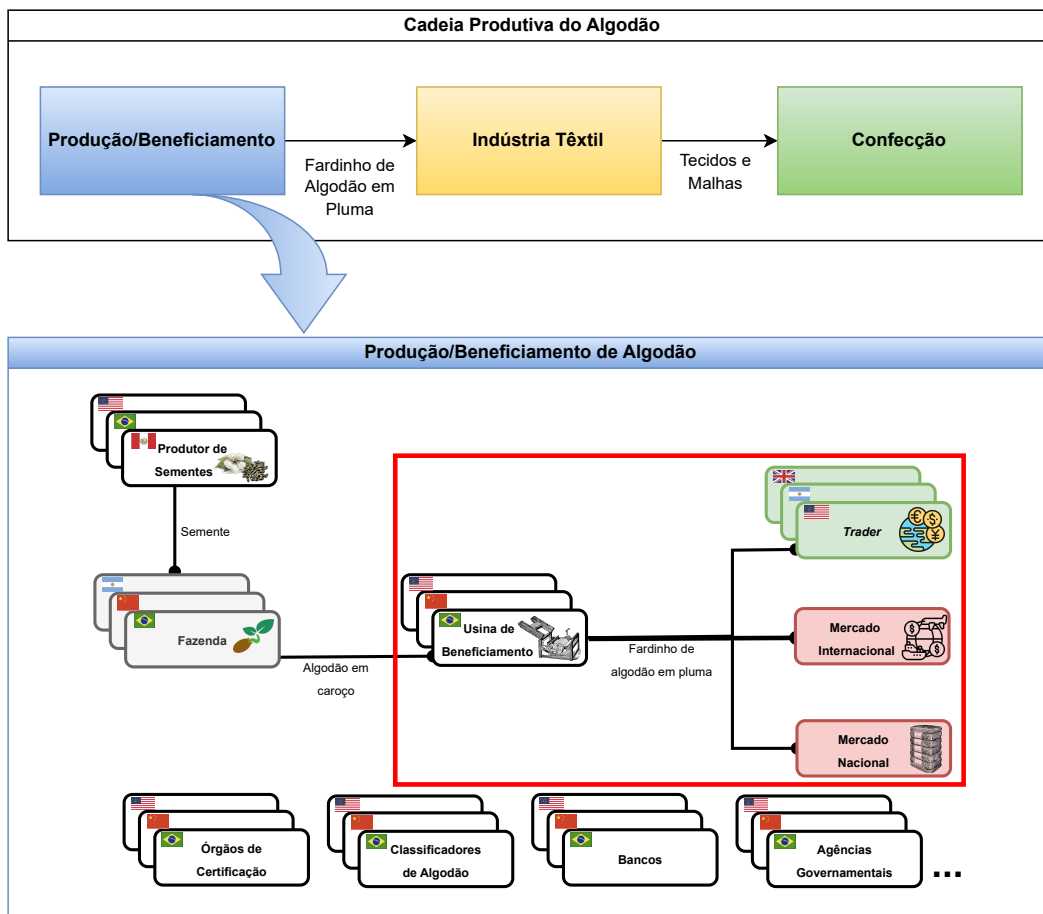 Cadeia Produtiva do Algodão
Produção/Beneficiamento
Fardinho de
Algodão em
Pluma
Indústria Têxtil
Tecidos e
Malhas
Confecção
Produção/Beneficiamento de Algodão
Produtor de
Sementes
Semente
Fazenda
Algodão em
caroço
Usina de
Beneficiamento
Fardinho de
algodão em pluma
Trader
Mercado
Internacional
Mercado
Nacional
Órgãos de
Certificação
Classificadores
de Algodão
Bancos
Agências
Governamentais
...